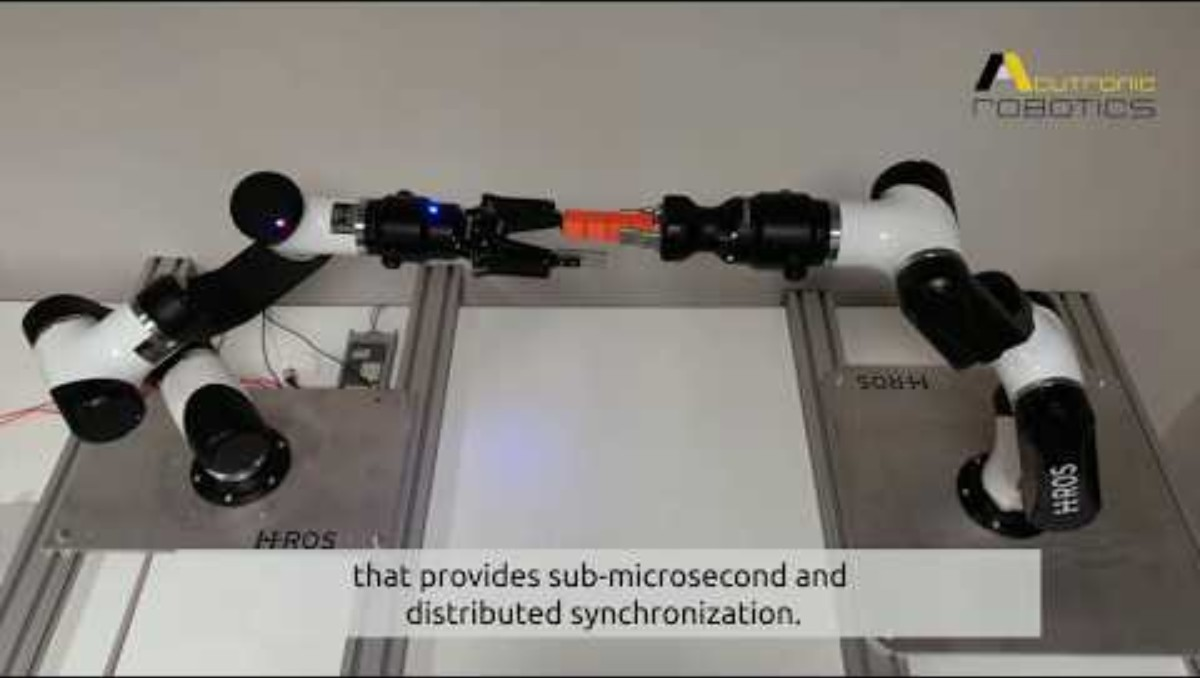 Acutronic
ROBOTICS
H-ROS
H-ROS
H-ROS
that provides sub-microsecond and
distributed synchronization.